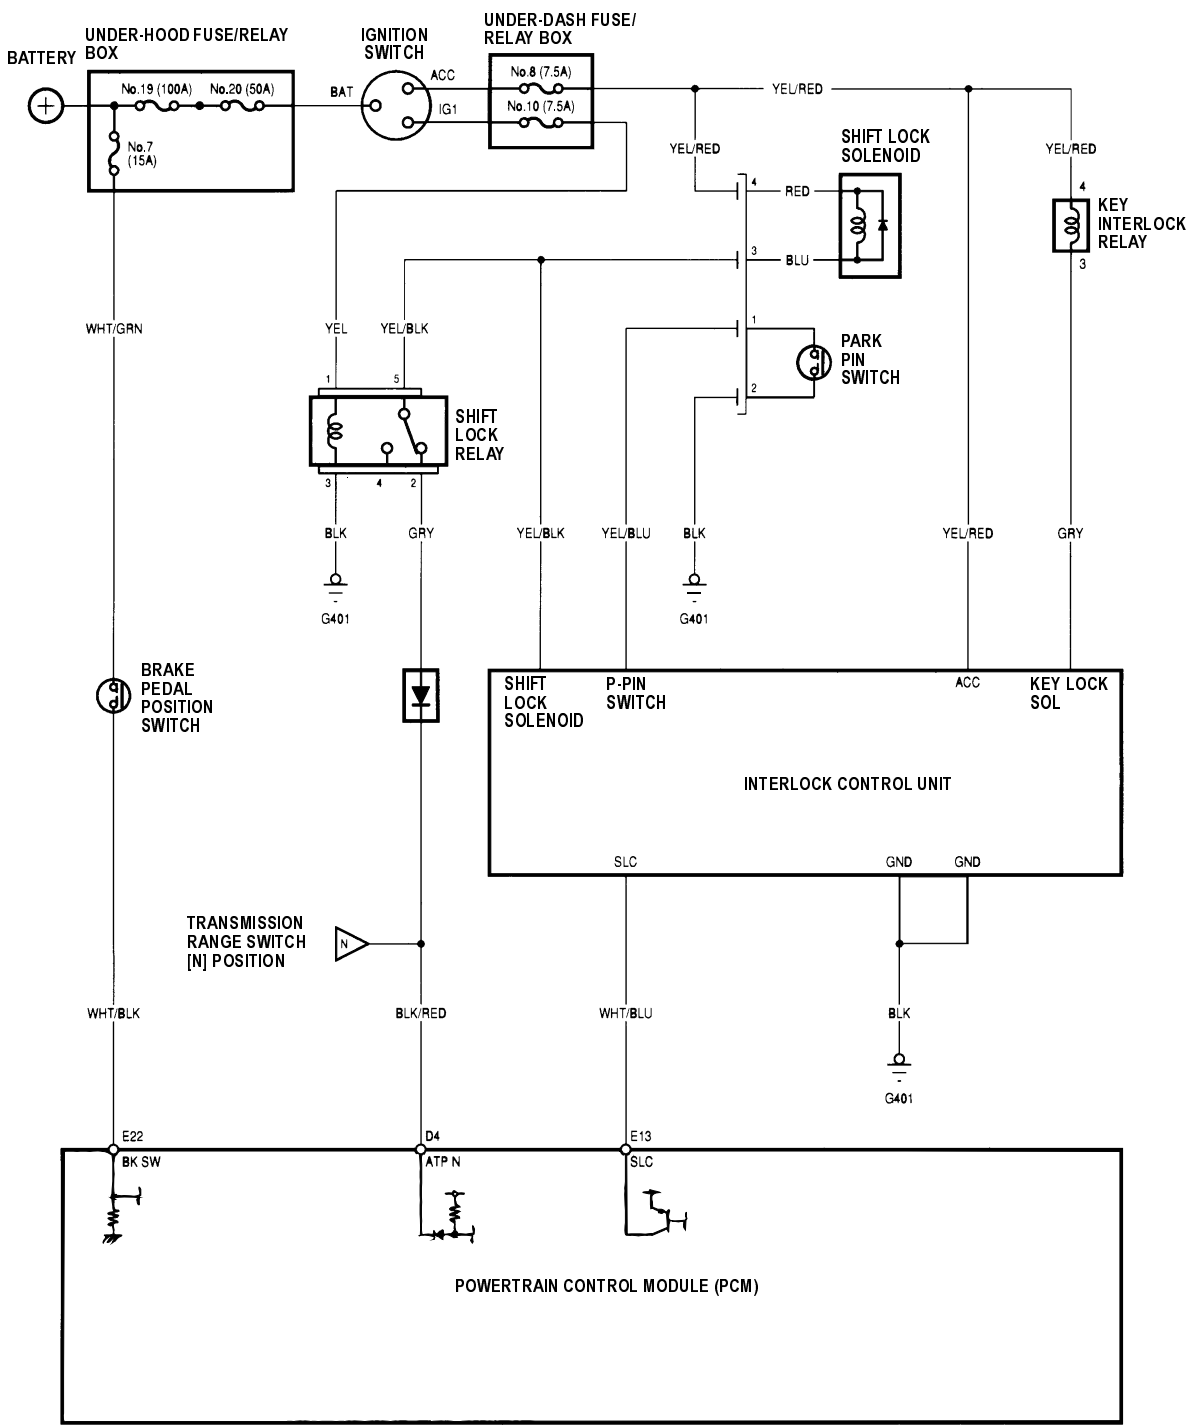 UNDER-DASH FUSE/
RELAY BOX
UNDER-HOOD FUSE/RELAY
BOX
IGNITION
SWITCH
BATTERY
ACC
No.8 (7.5A)
No.19 (100A)
No.20 (50A)
BAT
YEL/RED
IG1
No.10 (7.5A)
No.7
(15A)
YEL/RED
SHIFT LOCK
SOLENOID
YEL/RED
4
RED
4
KEY
INTERLOCK
RELAY
3
BLU
3
WHT/GRN
YEL
YEL/BLK
1
PARK
PIN
SWITCH
1
5
2
SHIFT
LOCK
RELAY
3
4
2
BLK
GRY
YEL/BLK
YEL/BLU
BLK
YEL/RED
GRY
G401
G401
BRAKE
PEDAL
POSITION
SWITCH
SHIFT
LOCK
SOLENOID
P-PIN
SWITCH
ACC
KEY LOCK
SOL
INTERLOCK CONTROL UNIT
SLC
GND
GND
TRANSMISSION
RANGE SWITCH
[N] POSITION
N
WHT/BLK
BLK/RED
WHT/BLU
BLK
G401
E22
D4
E13
BK SW
ATP N
SLC
POWERTRAIN CONTROL MODULE (PCM)